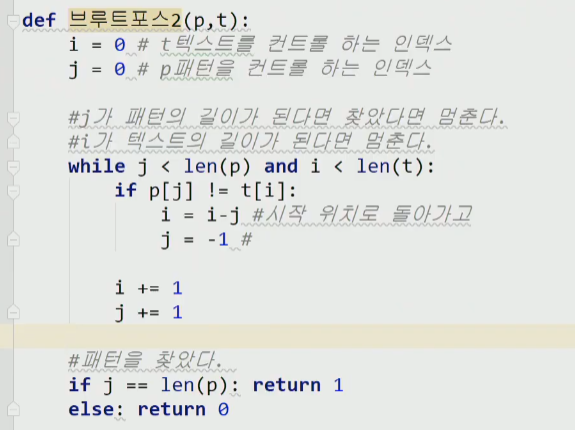 def 브루트포스2(p,t):
    i = 0 # t텍스트를 컨트롤 하는 인덱스
    j = 0 # p패턴을 컨트롤 하는 인덱스
    #j가 패턴의 길이가 된다면 찾았다면 멈춘다.
    #i가 텍스트의 길이가 된다면 멈춘다.
    while j < len(p) and i < len(t):
        if p[j] != t[i]:
            i = i-j #시작 위치로 돌아가고
            j = -1 #
        i += 1
        j += 1
    #패턴을 찾았다.
    if j == len(p): return 1
    else: return 0